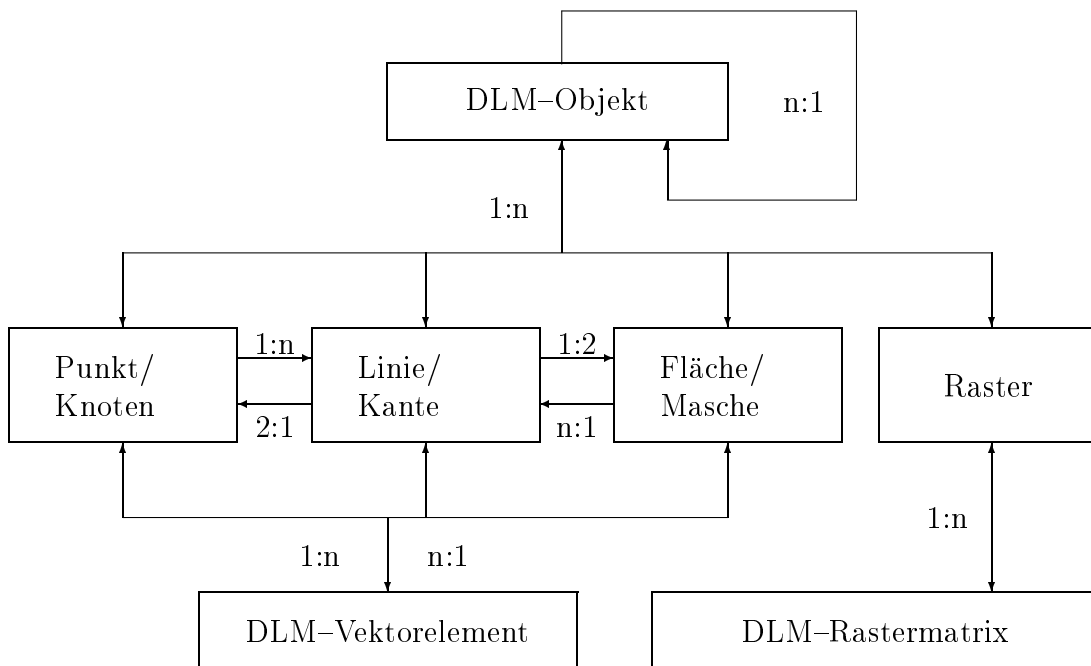 DLM–Objekt
n:1
1:n
Punkt/
Knoten
1:n
2:1
Linie/
Kante
1:2
n:1
Fläche/
Masche
Raster
1:n
n:1
1:n
DLM–Vektorelement
DLM–Rastermatrix